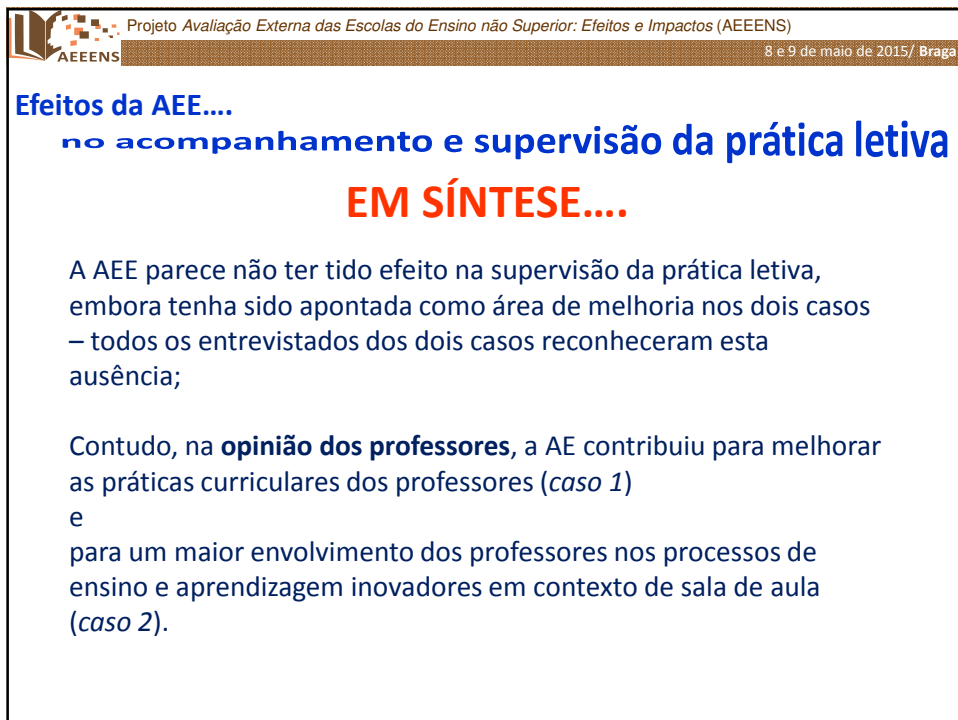 Projeto Avaliação Externa das Escolas do Ensino não Superior: Efeitos e Impactos (AEEENS)
AEEENS
8 e 9 de maio de 2015/ Braga
Efeitos da AEE....
no acompanhamento e supervisão da prática letiva
EM SÍNTESE....
A AEE parece não ter tido efeito na supervisão da prática letiva,
embora tenha sido apontada como área de melhoria nos dois casos
– todos os entrevistados dos dois casos reconheceram esta
ausência;
Contudo, na opinião dos professores, a AE contribuiu para melhorar
as práticas curriculares dos professores (caso 1)
e
para um maior envolvimento dos professores nos processos de
ensino e aprendizagem inovadores em contexto de sala de aula
(caso 2).